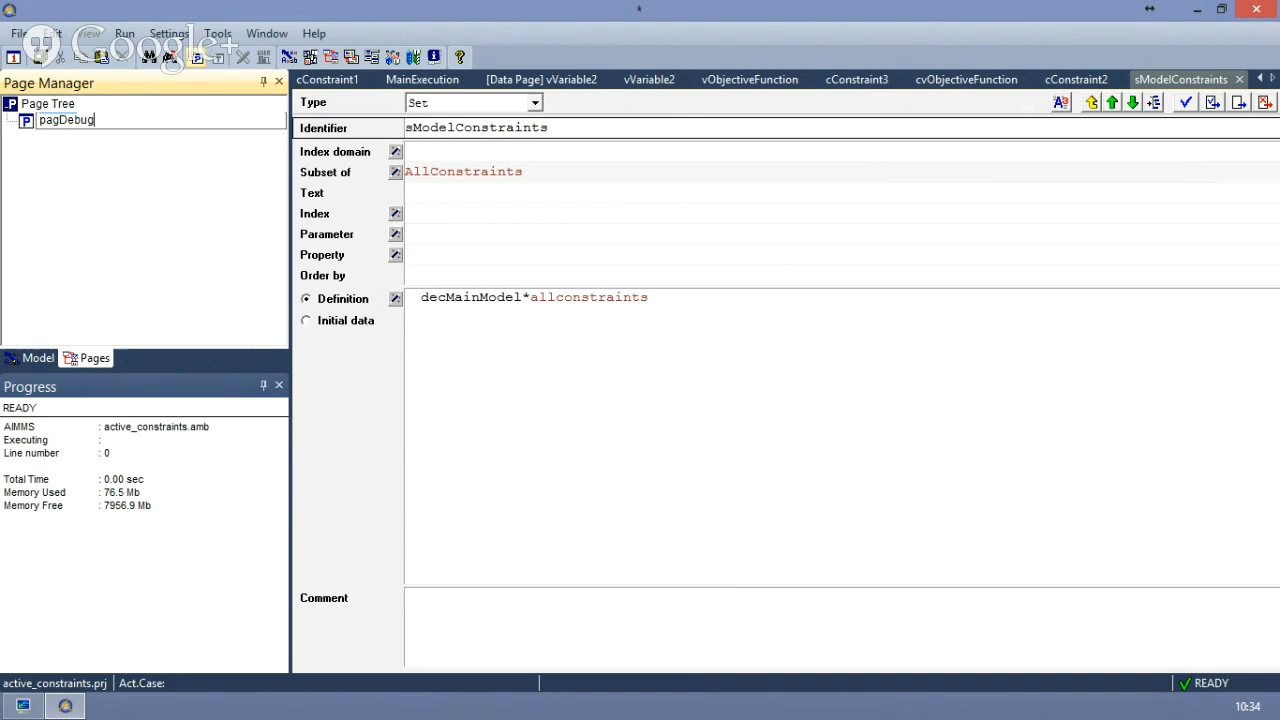 *
File Edit View Run Settings Tools Window Help
Google+
Page Manager
Page Tree
pagDebug
Model Pages
Progress
READY
AIMMS : active_constraints.amb
Executing :
Line number : 0
Total Time : 0.00 sec
Memory Used : 76.5 Mb
Memory Free : 7956.9 Mb
cConstraint1 MainExecution [Data Page] vVariable2 vVariable2 vObjectiveFunction cConstraint3 cvObjectiveFunction cConstraint2 sModelConstraints
Type Set
Identifier sModelConstraints
Index domain
Subset of AllConstraints
Text
Index
Parameter
Property
Order by
Definition decMainModel*allconstraints
Initial data
Comment
active_constraints.prj Act.Case: READY
10:34